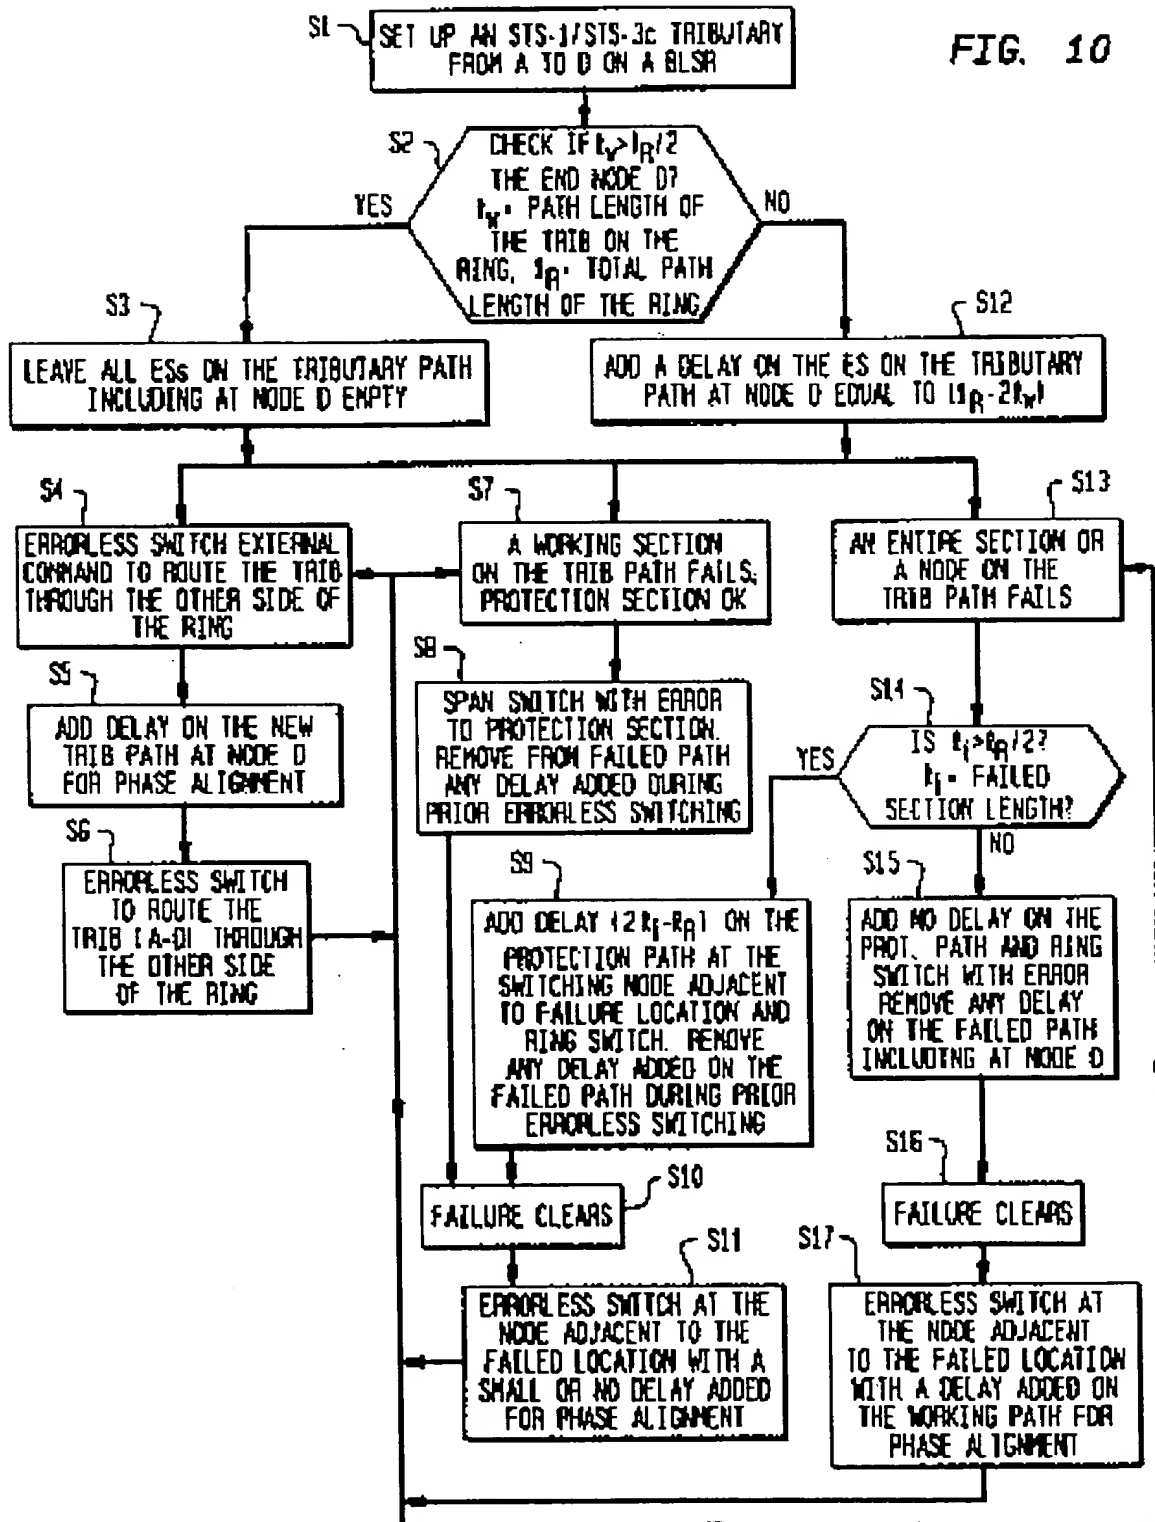 FIG. 10
S1
SET UP AN STS-1/STS-3c TRIBUTARY
FROM A TO D ON A BLSR
S2
CHECK IF ℓw>ℓR/2
THE END NODE D?
ℓw= PATH LENGTH OF
THE TRIB ON THE
RING, ℓR= TOTAL PATH
LENGTH OF THE RING
YES
NO
S3
LEAVE ALL ESs ON THE TRIBUTARY PATH
INCLUDING AT NODE D EMPTY
S12
ADD A DELAY ON THE ES ON THE TRIBUTARY
PATH AT NODE D EQUAL TO (ℓR-2ℓw)
S4
ERRORLESS SWITCH EXTERNAL
COMMAND TO ROUTE THE TRIB
THROUGH THE OTHER SIDE OF
THE RING
S7
A WORKING SECTION
ON THE TRIB PATH FAILS;
PROTECTION SECTION OK
S13
AN ENTIRE SECTION OR
A NODE ON THE
TRIB PATH FAILS
S5
ADD DELAY ON THE NEW
TRIB PATH AT NODE D
FOR PHASE ALIGNMENT
S8
SPAN SWITCH WITH ERROR
TO PROTECTION SECTION.
REMOVE FROM FAILED PATH
ANY DELAY ADDED DURING
PRIOR ERRORLESS SWITCHING
S14
IS ℓi>ℓR/2?
ℓi= FAILED
SECTION LENGTH?
YES
NO
S6
ERRORLESS SWITCH
TO ROUTE THE
TRIB (A-D) THROUGH
THE OTHER SIDE
OF THE RING
S9
ADD DELAY (2ℓi-ℓR) ON THE
PROTECTION PATH AT THE
SWITCHING NODE ADJACENT
TO FAILURE LOCATION AND
RING SWITCH. REMOVE
ANY DELAY ADDED ON THE
FAILED PATH DURING PRIOR
ERRORLESS SWITCHING
S15
ADD NO DELAY ON THE
PROT. PATH AND RING
SWITCH WITH ERROR
REMOVE ANY DELAY
ON THE FAILED PATH
INCLUDING AT NODE D
S10
FAILURE CLEARS
S16
FAILURE CLEARS
S11
ERRORLESS SWITCH AT THE
NODE ADJACENT TO THE
FAILED LOCATION WITH A
SMALL OR NO DELAY ADDED
FOR PHASE ALIGNMENT
S17
ERRORLESS SWITCH AT
THE NODE ADJACENT
TO THE FAILED LOCATION
WITH A DELAY ADDED ON
THE WORKING PATH FOR
PHASE ALIGNMENT